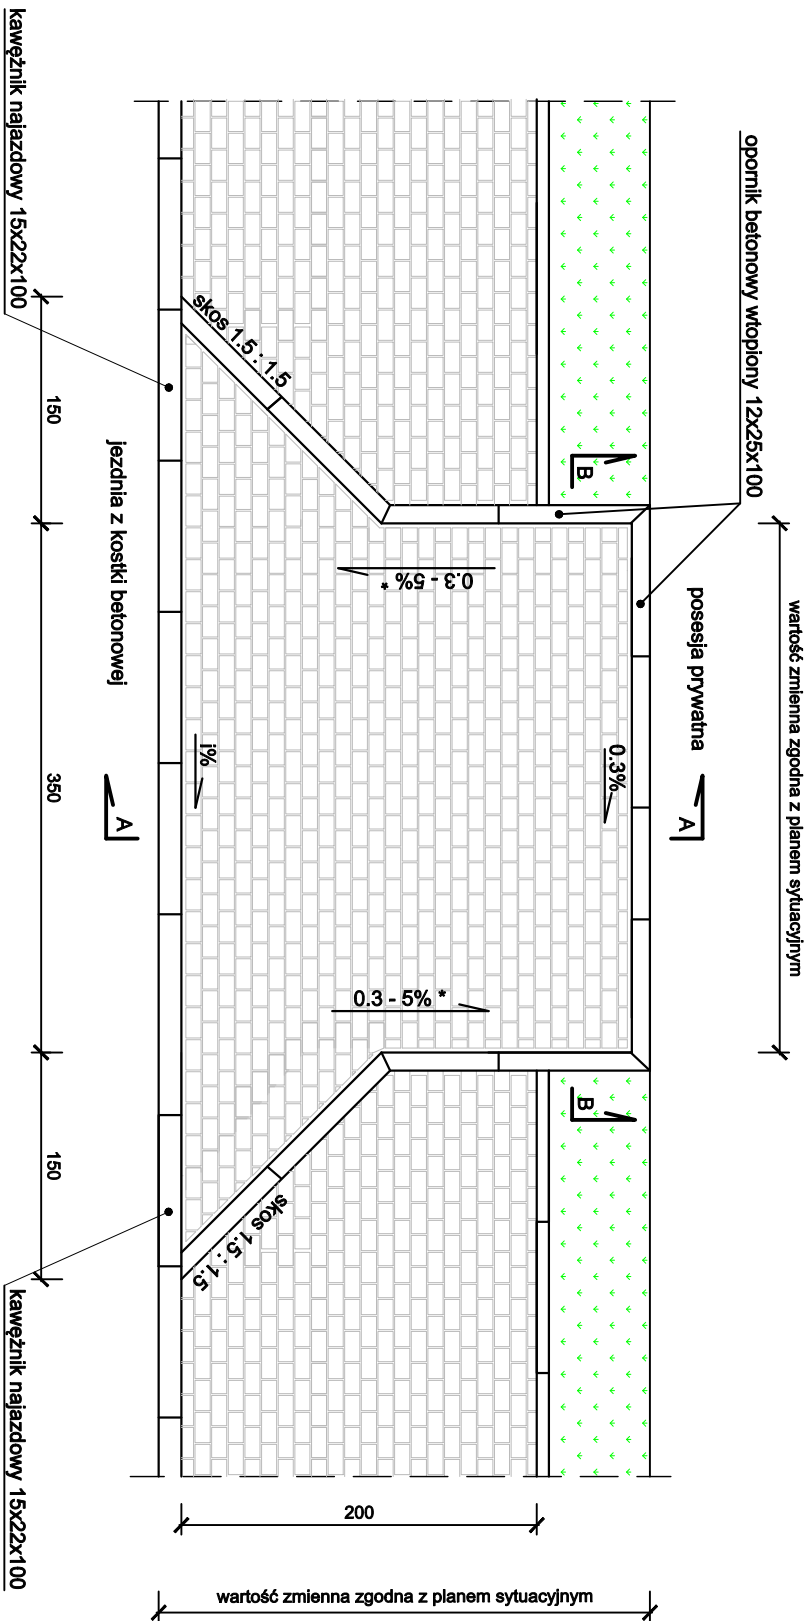 wartość zmienna zgodna z planem sytuacyjnym
opornik betonowy wtopiony 12x25x100
posesja prywatna
A
B
B
0.3%
0.3 - 5% *
0.3 - 5% *
i%
skos 1.5 : 1.5
skos 1.5 : 1.5
jezdnia z kostki betonowej
A
150
350
150
kawężnik najazdowy 15x22x100
kawężnik najazdowy 15x22x100
200
wartość zmienna zgodna z planem sytuacyjnym